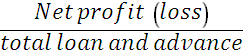 Net profit (loss)
total loan and advance